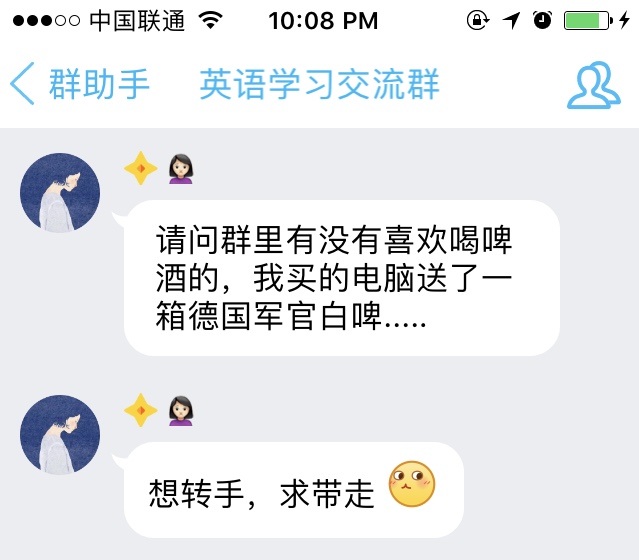 中国联通 10:08 PM
群助手 英语学习交流群
请问群里有没有喜欢喝啤
酒的，我买的电脑送了一
箱德国军官白啤.....
想转手，求带走